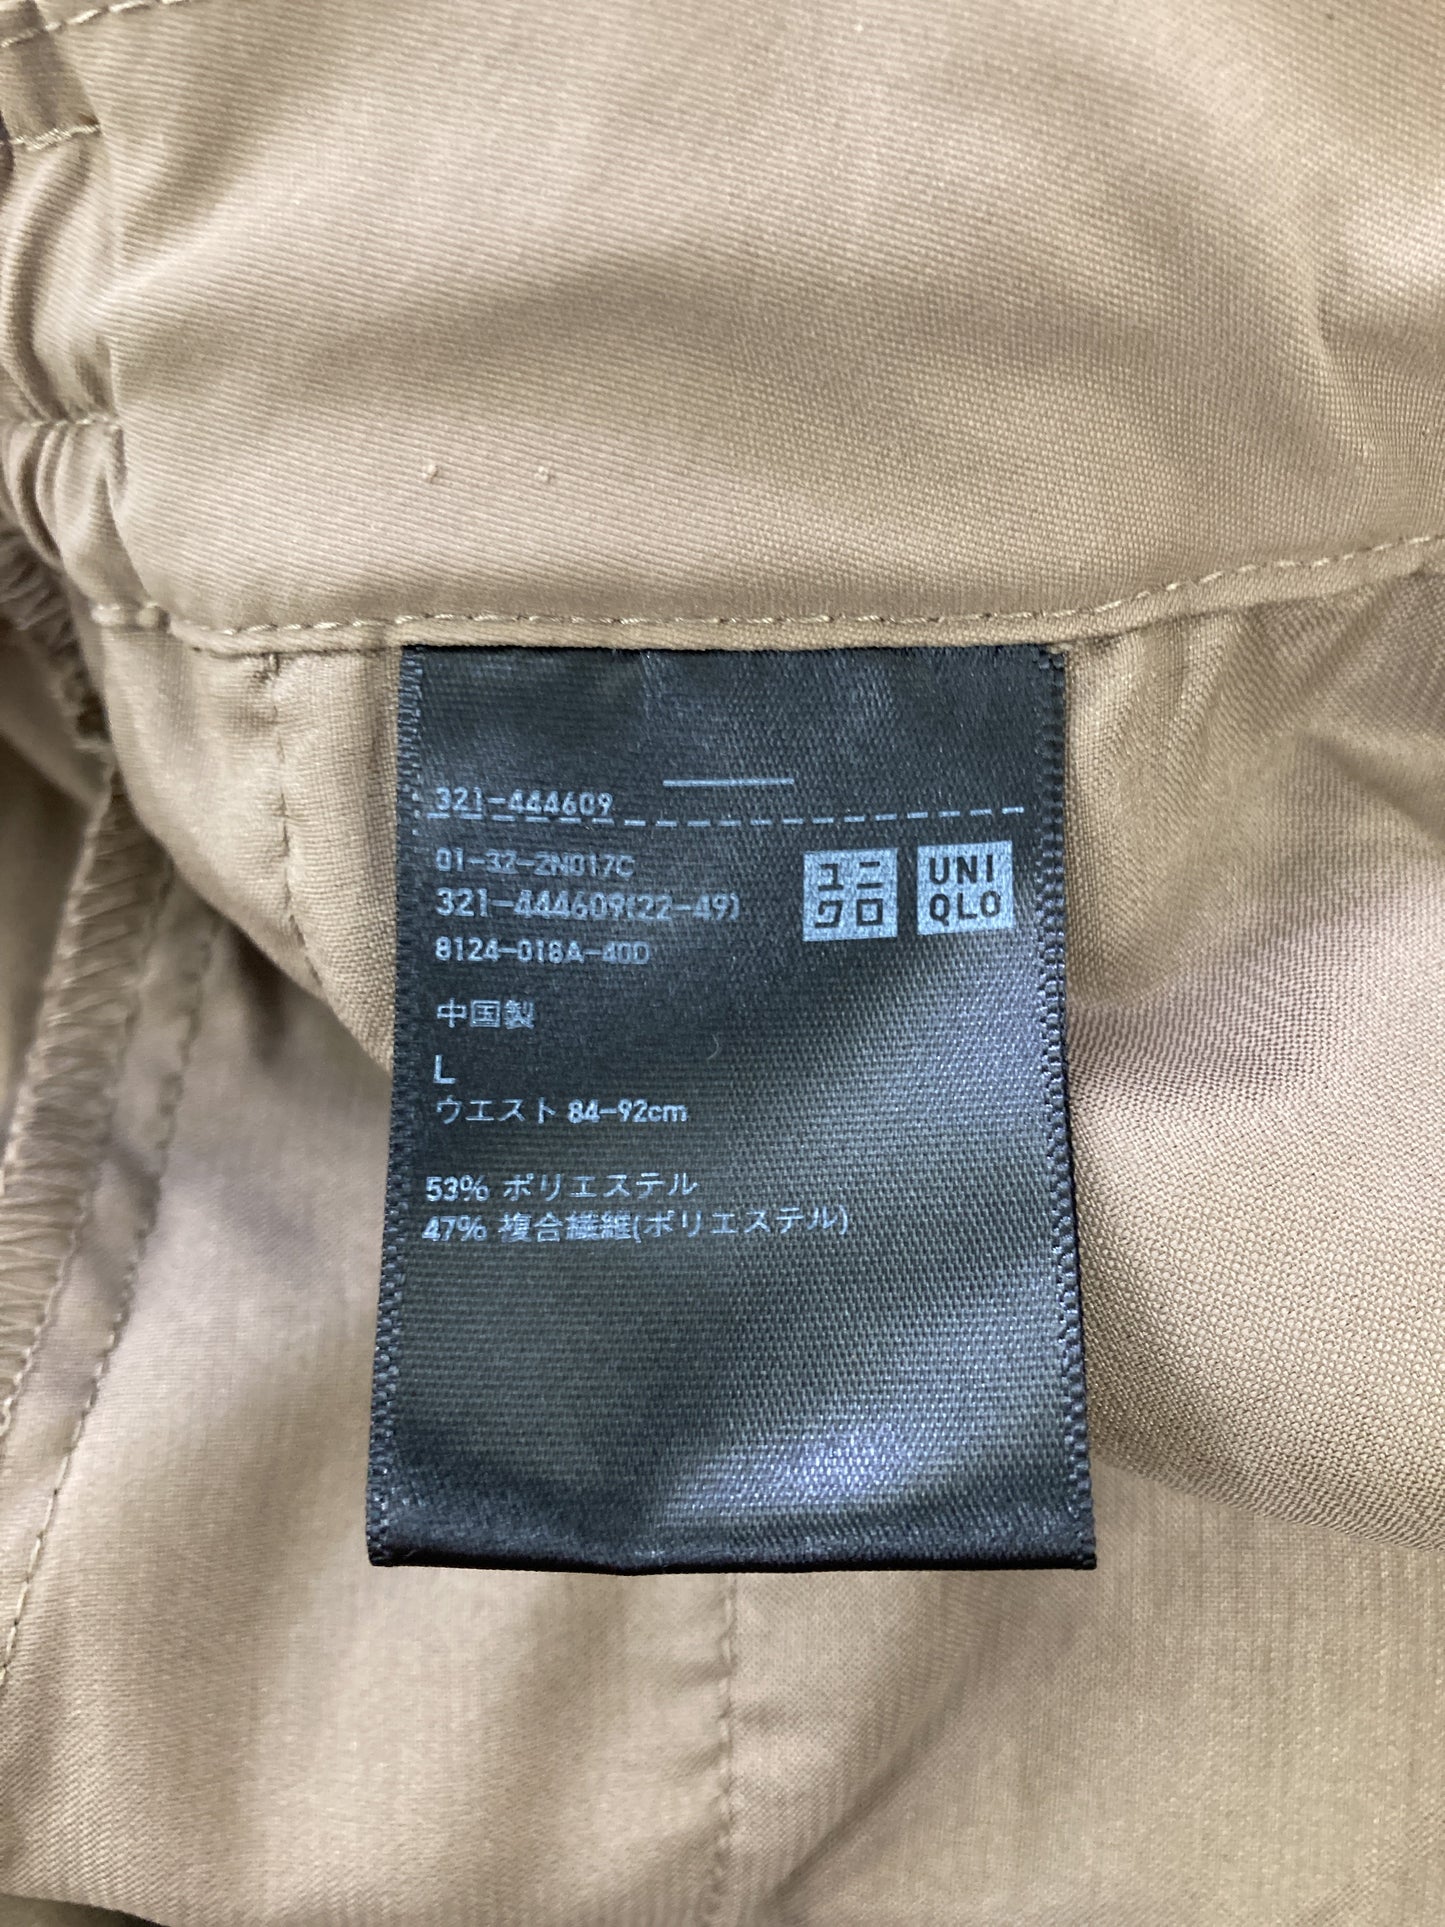 321-444609
01-32-2N017C
321-444609(22-49)
8124-018A-40D
ユニ
クロ
UNI
QLO
中国製
L
ウエスト 84-92cm
53% ポリエステル
47% 複合繊維(ポリエステル)